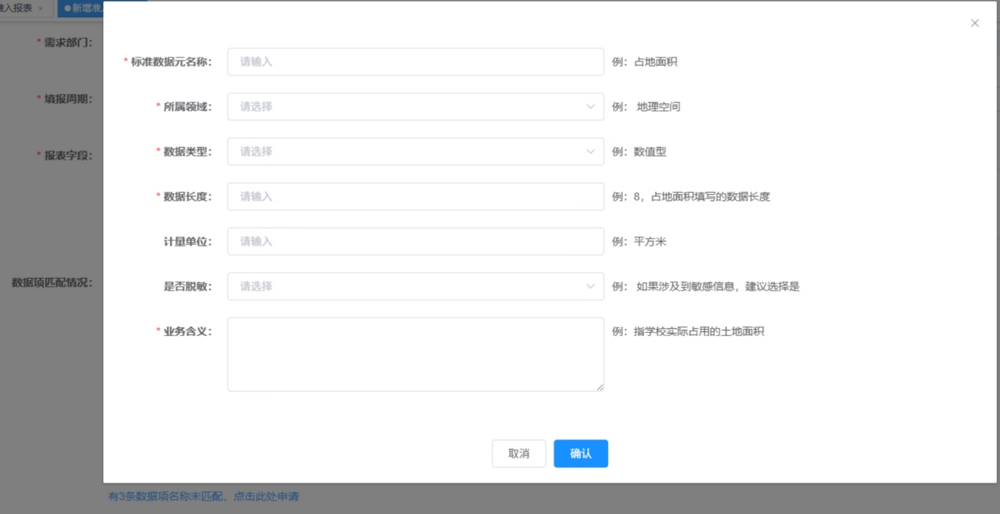 准入报表 ×
新增准
* 需求部门：
* 填报周期：
* 报表字段：
数据项匹配情况：
* 标准数据元名称： 请输入 例：占地面积
* 所属领域： 请选择 例： 地理空间
* 数据类型： 请选择 例：数值型
* 数据长度： 请输入 例：8，占地面积填写的数据长度
计量单位： 请输入 例：平方米
是否脱敏： 请选择 例： 如果涉及到敏感信息，建议选择是
* 业务含义： 例：指学校实际占用的土地面积
取消 确认
有3条数据项名称未匹配，点击此处申请